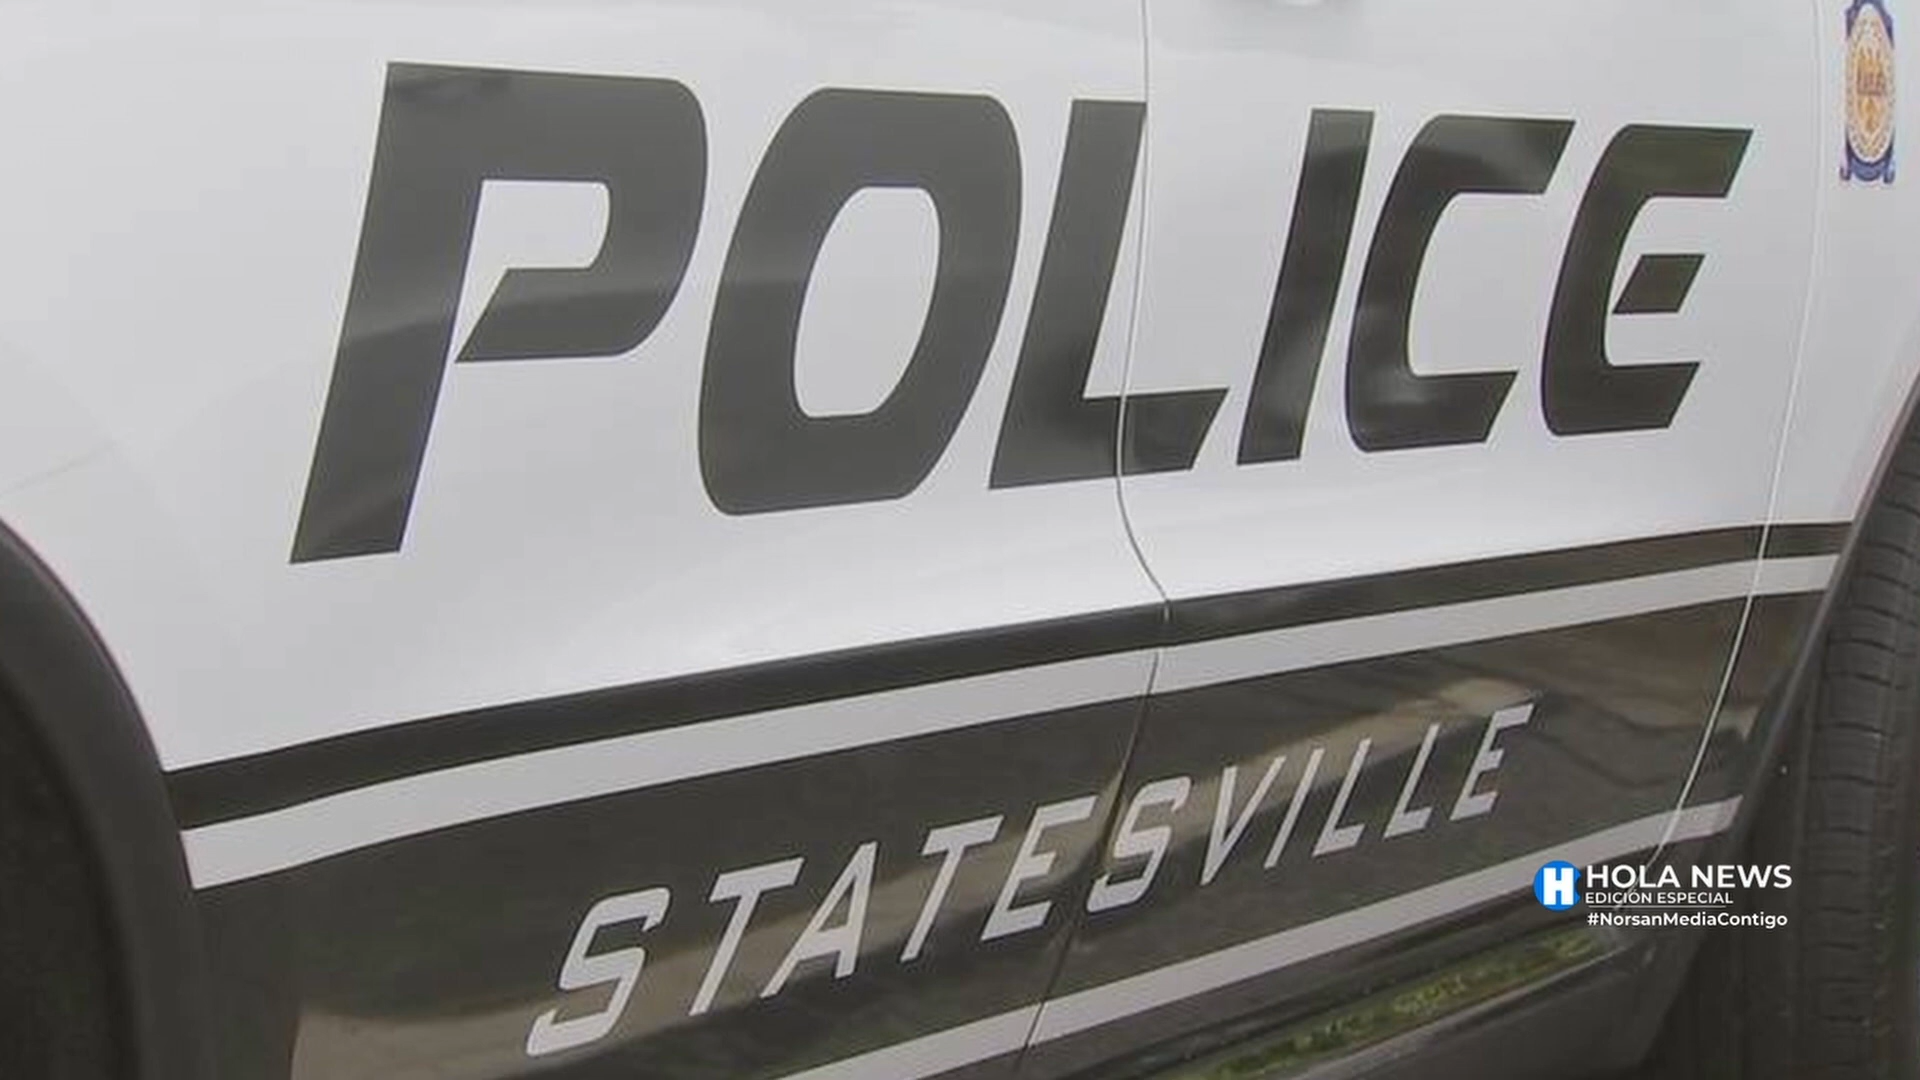 POLICE
STATESVILLE
H HOLA NEWS
EDICIÓN ESPECIAL
#NorsanMediaContigo